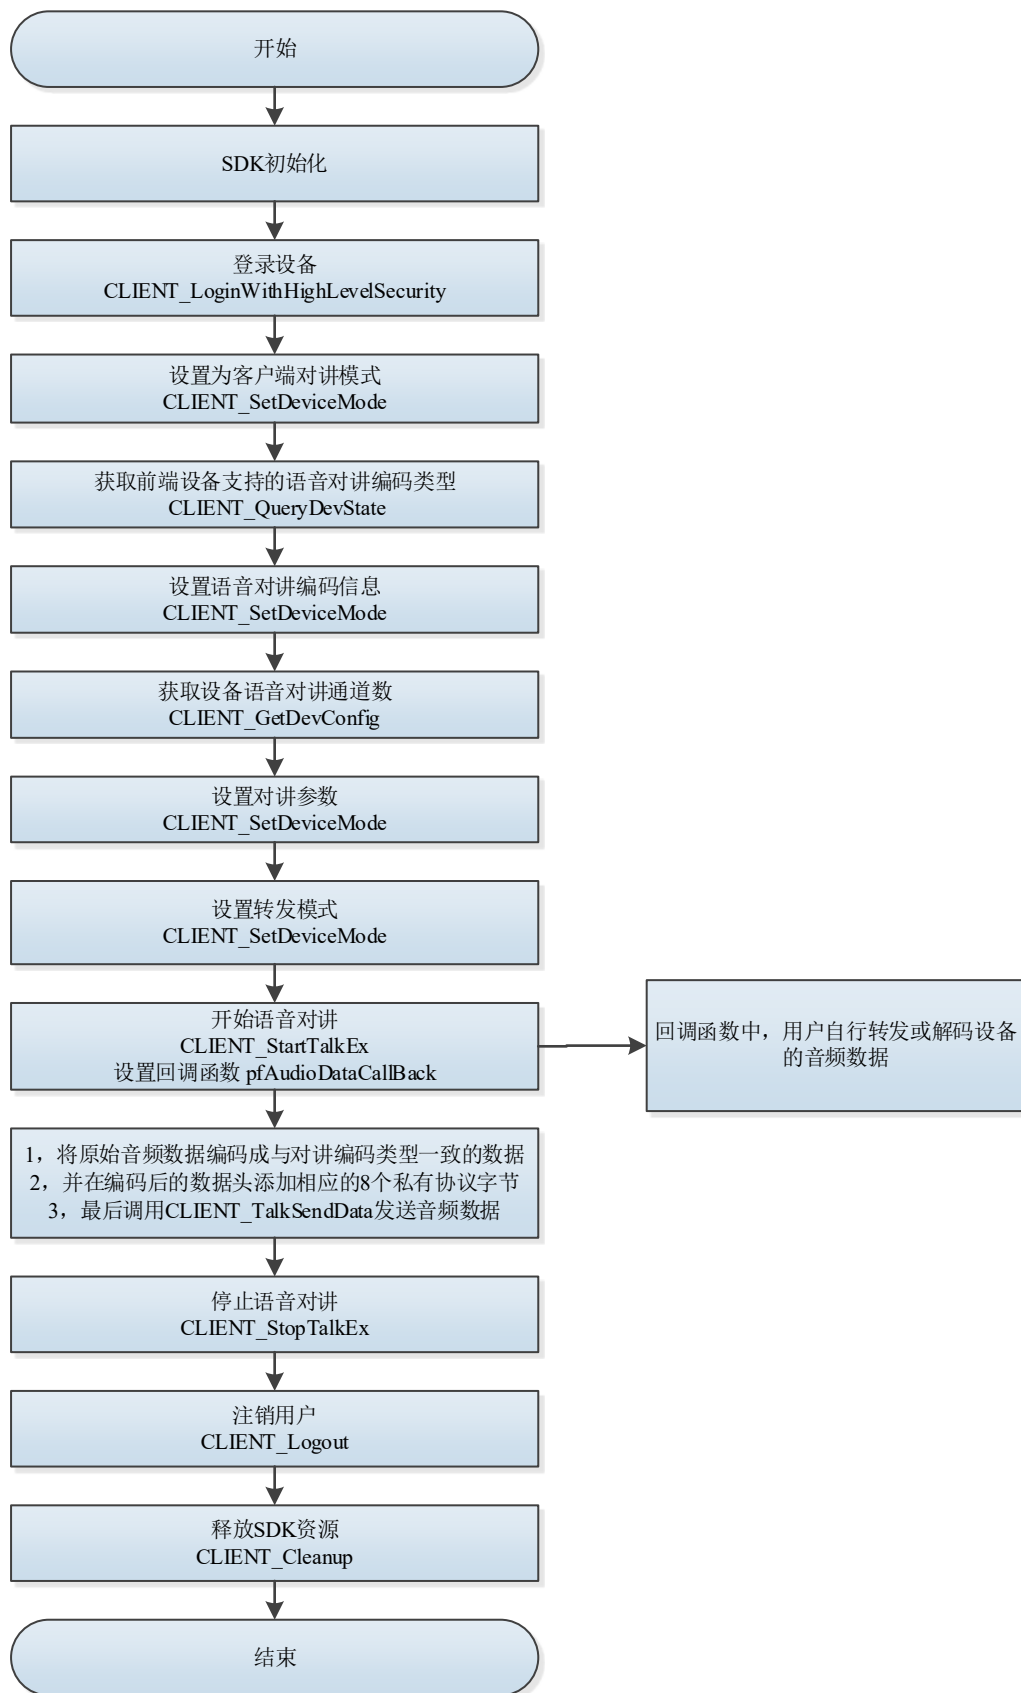 开始
SDK初始化
登录设备
CLIENT_LoginWithHighLevelSecurity
设置为客户端对讲模式
CLIENT_SetDeviceMode
获取前端设备支持的语音对讲编码类型
CLIENT_QueryDevState
设置语音对讲编码信息
CLIENT_SetDeviceMode
获取设备语音对讲通道数
CLIENT_GetDevConfig
设置对讲参数
CLIENT_SetDeviceMode
设置转发模式
CLIENT_SetDeviceMode
开始语音对讲
CLIENT_StartTalkEx
设置回调函数 pfAudioDataCallBack
回调函数中，用户自行转发或解码设备
的音频数据
1，将原始音频数据编码成与对讲编码类型一致的数据
2，并在编码后的数据头添加相应的8个私有协议字节
3，最后调用CLIENT_TalkSendData发送音频数据
停止语音对讲
CLIENT_StopTalkEx
注销用户
CLIENT_Logout
释放SDK资源
CLIENT_Cleanup
结束